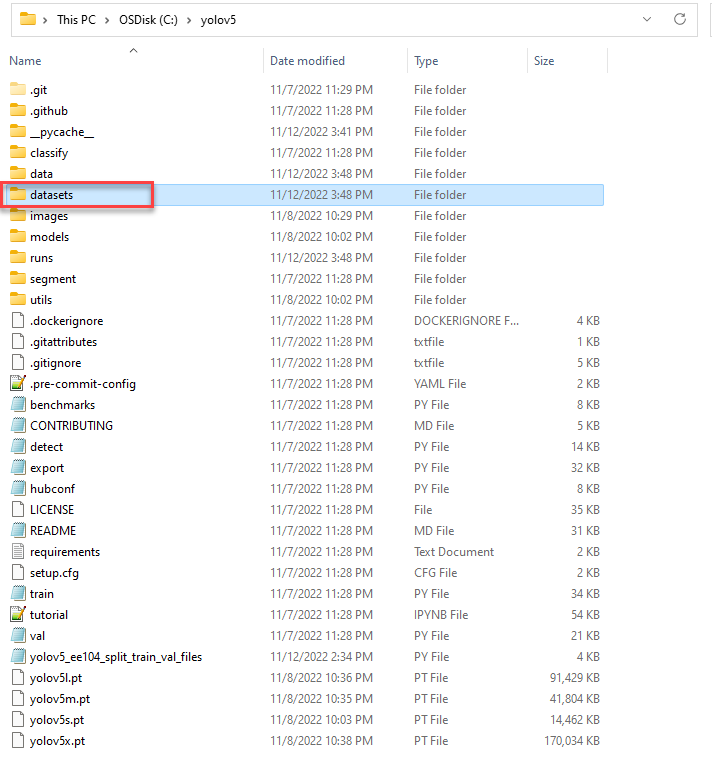 This PC > OSDisk (C:) > yolov5
Name Date modified Type Size
.git 11/7/2022 11:29 PM File folder
.github 11/7/2022 11:28 PM File folder
__pycache__ 11/12/2022 3:41 PM File folder
classify 11/7/2022 11:28 PM File folder
data 11/12/2022 3:48 PM File folder
datasets 11/12/2022 3:48 PM File folder
images 11/8/2022 10:29 PM File folder
models 11/8/2022 10:02 PM File folder
runs 11/12/2022 3:48 PM File folder
segment 11/7/2022 11:28 PM File folder
utils 11/8/2022 10:02 PM File folder
.dockerignore 11/7/2022 11:28 PM DOCKERIGNORE F... 4 KB
.gitattributes 11/7/2022 11:28 PM txtfile 1 KB
.gitignore 11/7/2022 11:28 PM txtfile 5 KB
.pre-commit-config 11/7/2022 11:28 PM YAML File 2 KB
benchmarks 11/7/2022 11:28 PM PY File 8 KB
CONTRIBUTING 11/7/2022 11:28 PM MD File 5 KB
detect 11/7/2022 11:28 PM PY File 14 KB
export 11/7/2022 11:28 PM PY File 32 KB
hubconf 11/7/2022 11:28 PM PY File 8 KB
LICENSE 11/7/2022 11:28 PM File 35 KB
README 11/7/2022 11:28 PM MD File 31 KB
requirements 11/7/2022 11:28 PM Text Document 2 KB
setup.cfg 11/7/2022 11:28 PM CFG File 2 KB
train 11/7/2022 11:28 PM PY File 34 KB
tutorial 11/7/2022 11:28 PM IPYNB File 54 KB
val 11/7/2022 11:28 PM PY File 21 KB
yolov5_ee104_split_train_val_files 11/12/2022 2:34 PM PY File 4 KB
yolov5l.pt 11/8/2022 10:36 PM PT File 91,429 KB
yolov5m.pt 11/8/2022 10:35 PM PT File 41,804 KB
yolov5s.pt 11/8/2022 10:03 PM PT File 14,462 KB
yolov5x.pt 11/8/2022 10:38 PM PT File 170,034 KB